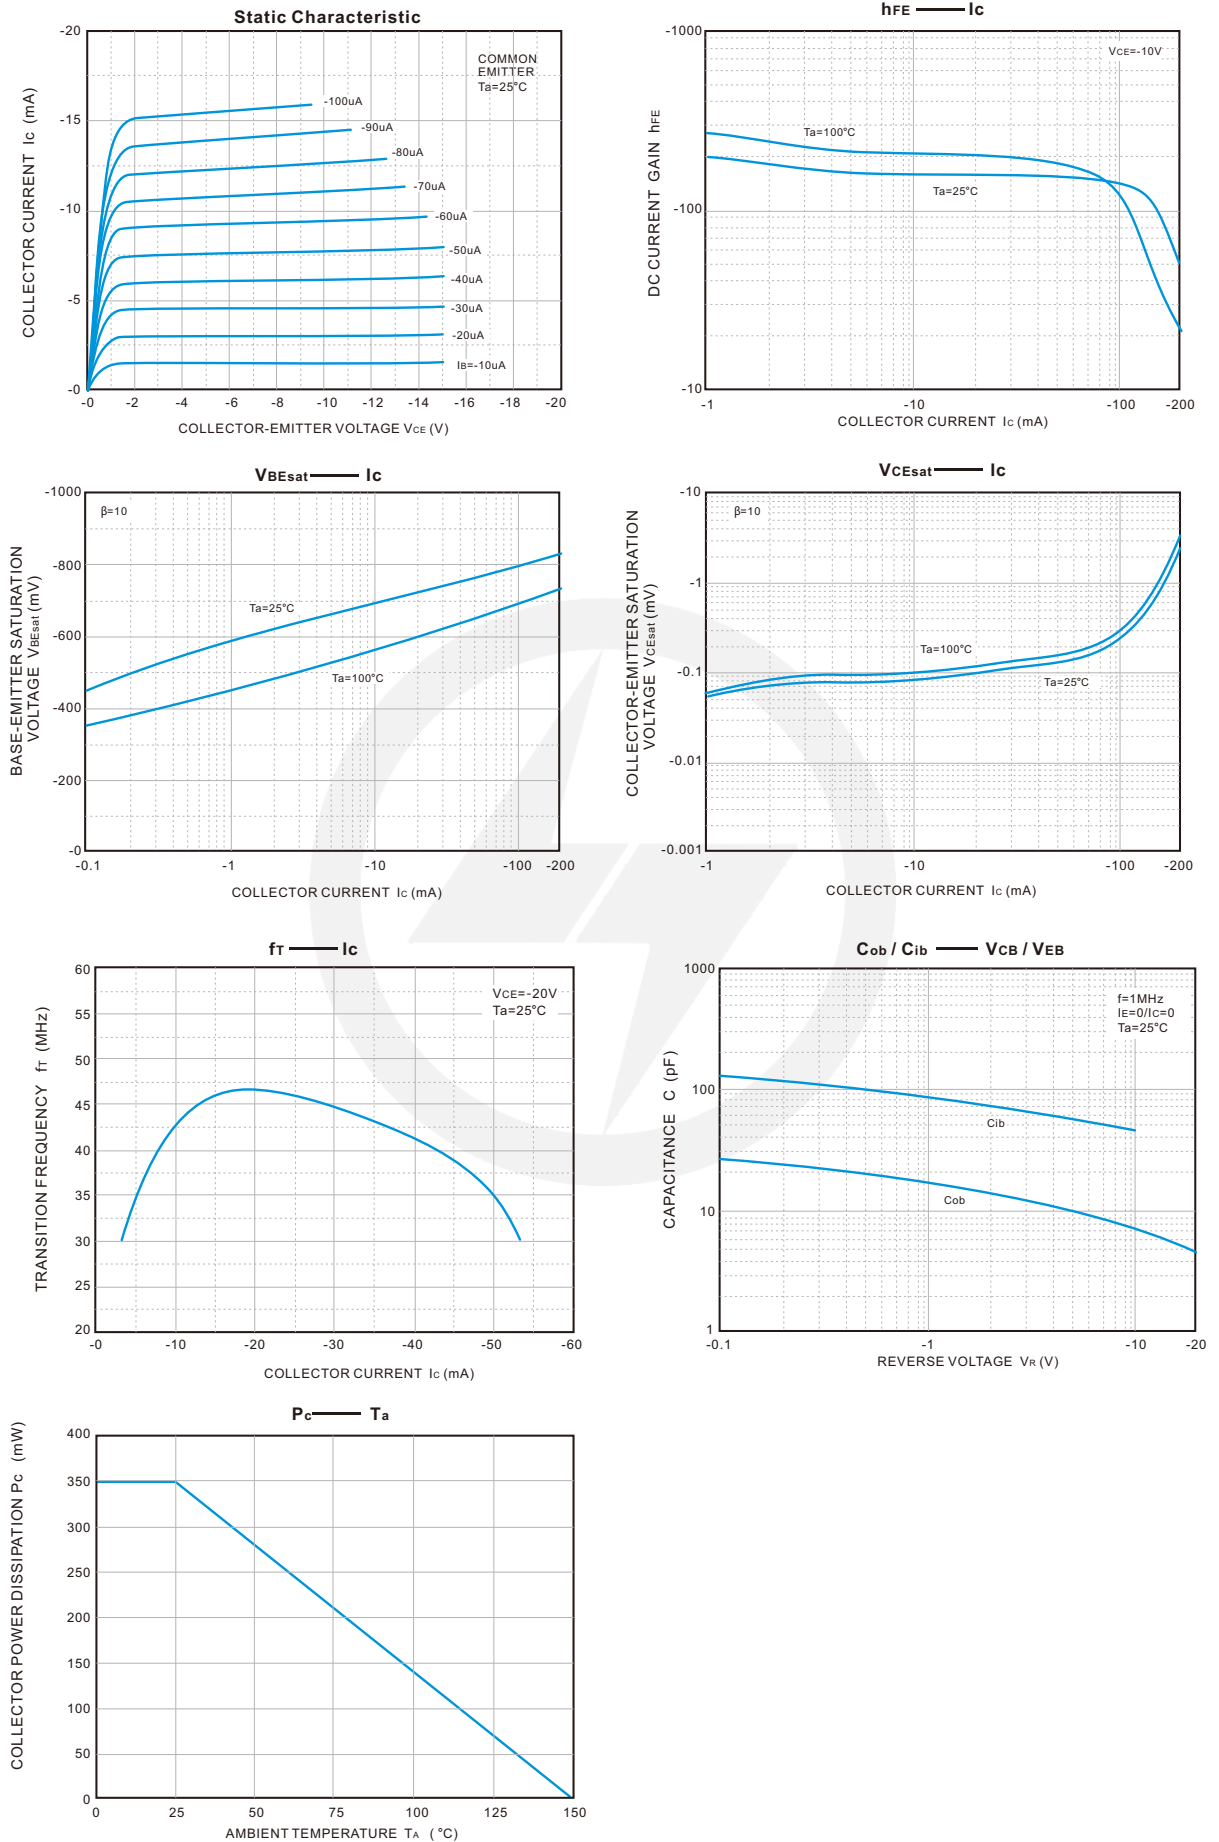 Static Characteristic
-20
-15
-10
-5
-0
COLLECTOR CURRENT Ic (mA)
COMMON
EMITTER
Ta=25℃
-100uA
-90uA
-80uA
-70uA
-60uA
-50uA
-40uA
-30uA
-20uA
IB=-10uA
-0 -2 -4 -6 -8 -10 -12 -14 -16 -18 -20
COLLECTOR-EMITTER VOLTAGE VCE (V)
hFE —— Ic
-1000
-100
-10
DC CURRENT GAIN hFE
VCE=-10V
Ta=100℃
Ta=25℃
-1 -10 -100 -200
COLLECTOR CURRENT IC (mA)
VBEsat —— Ic
-1000
-800
-600
-400
-200
-0
BASE-EMITTER SATURATION
VOLTAGE VBEsat (mV)
β=10
Ta=25℃
Ta=100℃
-0.1 -1 -10 -100 -200
COLLECTOR CURRENT IC (mA)
VCEsat —— Ic
-10
-1
-0.1
-0.01
-0.001
COLLECTOR-EMITTER SATURATION
VOLTAGE VCEsat (mV)
β=10
Ta=100℃
Ta=25℃
-1 -10 -100 -200
COLLECTOR CURRENT IC (mA)
fT —— Ic
60
55
50
45
40
35
30
25
20
TRANSITION FREQUENCY fT (MHz)
VCE=-20V
Ta=25℃
-0 -10 -20 -30 -40 -50 -60
COLLECTOR CURRENT IC (mA)
Cob / Cib —— VCB / VEB
1000
100
10
1
CAPACITANCE C (pF)
f=1MHz
IE=0/IC=0
Ta=25℃
Cib
Cob
-0.1 -1 -10 -20
REVERSE VOLTAGE VR (V)
Pc —— Ta
400
350
300
250
200
150
100
50
0
COLLECTOR POWER DISSIPATION Pc (mW)
0 25 50 75 100 125 150
AMBIENT TEMPERATURE TA (℃)